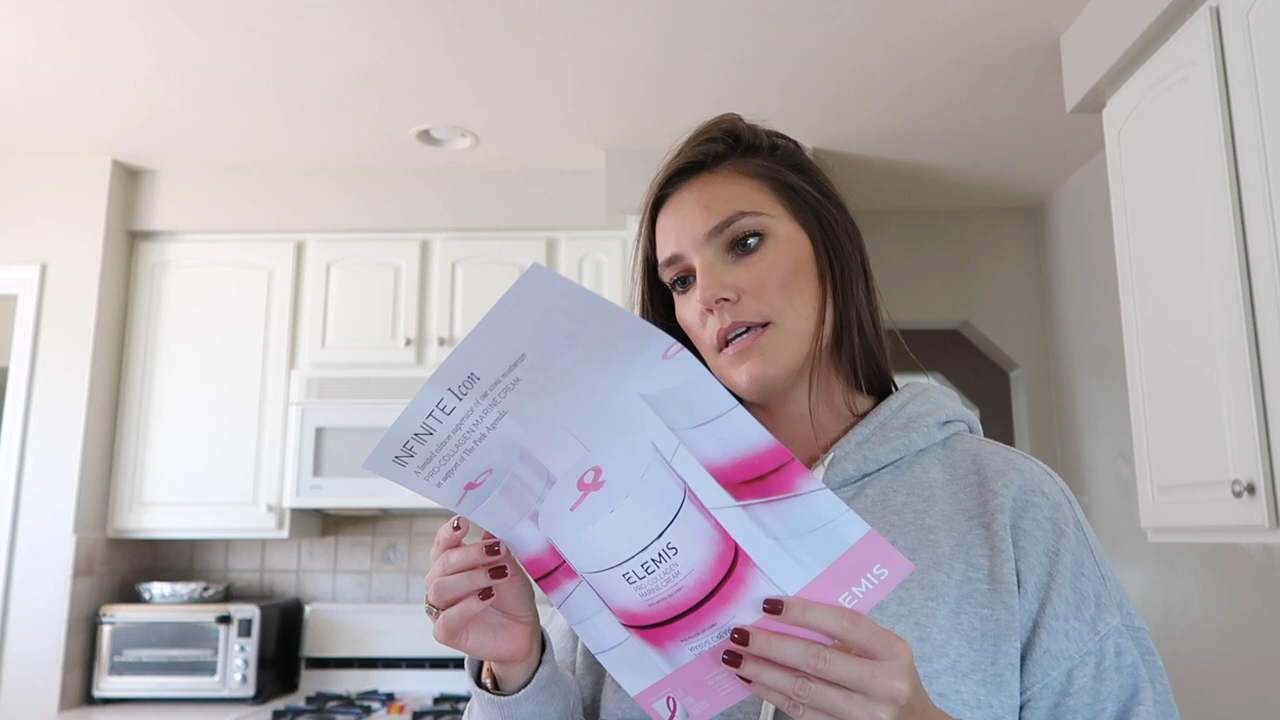 INFINITE Icon
A limited edition supersize of our iconic moisturizer
PRO-COLLAGEN MARINE CREAM
in support of The Pink Agenda.
ELEMIS
PRO-COLLAGEN
MARINE CREAM
EMIS